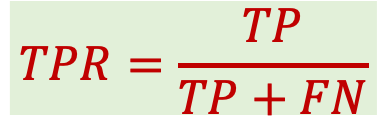 TPR = TP / TP + FN